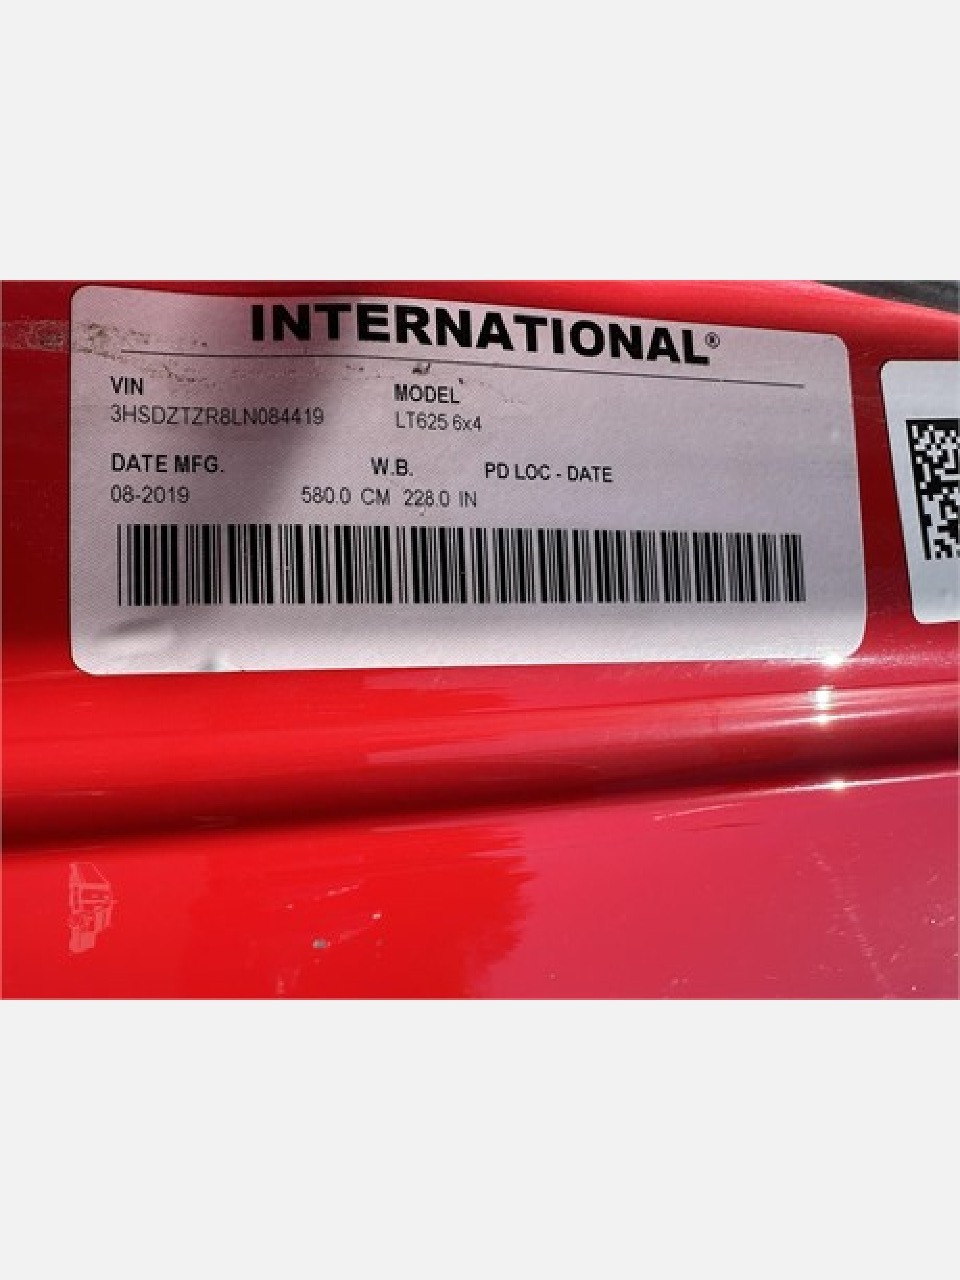 INTERNATIONAL®
VIN MODEL
3HSDZTZR8LN084419 LT625 6x4
DATE MFG. W.B. PD LOC - DATE
08-2019 580.0 CM 228.0 IN